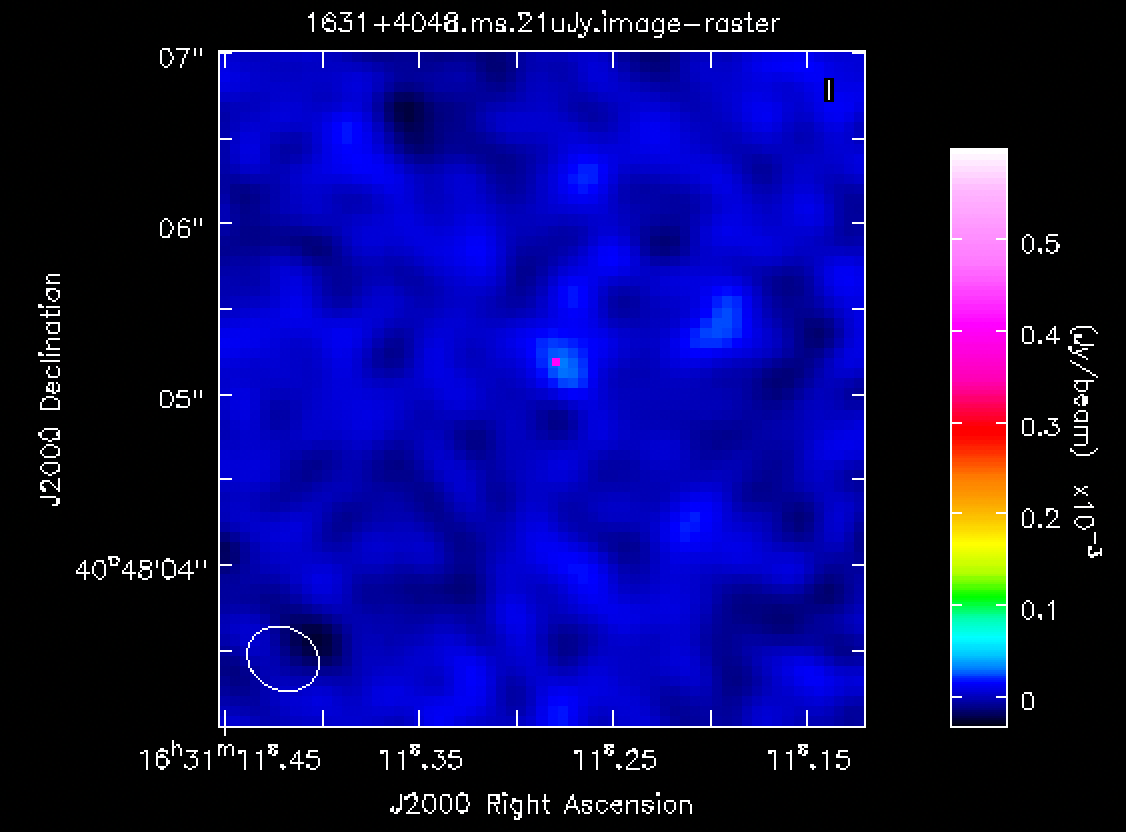 1631+4048.ms.21uJy.image-raster
07"
I
06"
05"
40°48'04"
J2000 Declination
16h31m11s.45
11s.35
11s.25
11s.15
J2000 Right Ascension
0.5
0.4
0.3
0.2
0.1
0
(Jy/beam) x10-3